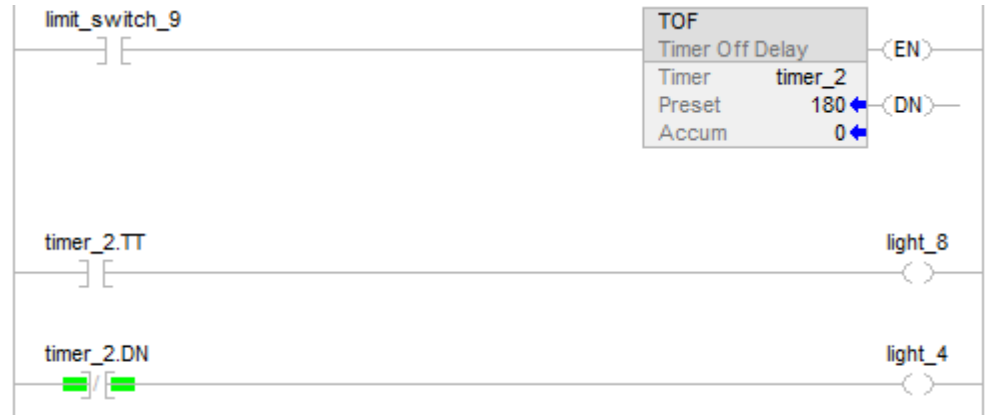 limit_switch_9
TOF
Timer Off Delay
EN
Timer timer_2
Preset 180
DN
Accum 0
timer_2.TT
light_8
timer_2.DN
light_4